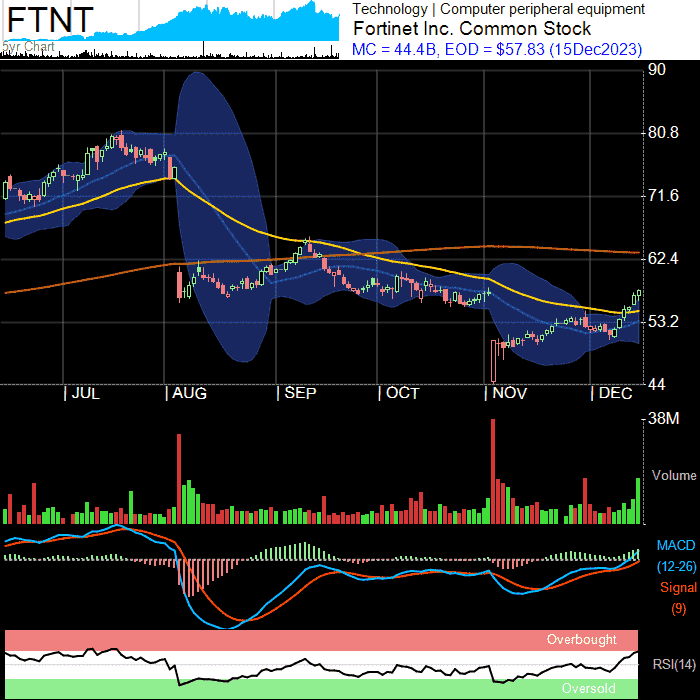 FTNT
5yr Chart
Technology | Computer peripheral equipment
Fortinet Inc. Common Stock
MC = 44.4B, EOD = $57.83 (15Dec2023)
90
80.8
71.6
62.4
53.2
44
| JUL | AUG | SEP | OCT | NOV | DEC
38M
Volume
MACD
(12-26)
Signal
(9)
Overbought
RSI(14)
Oversold